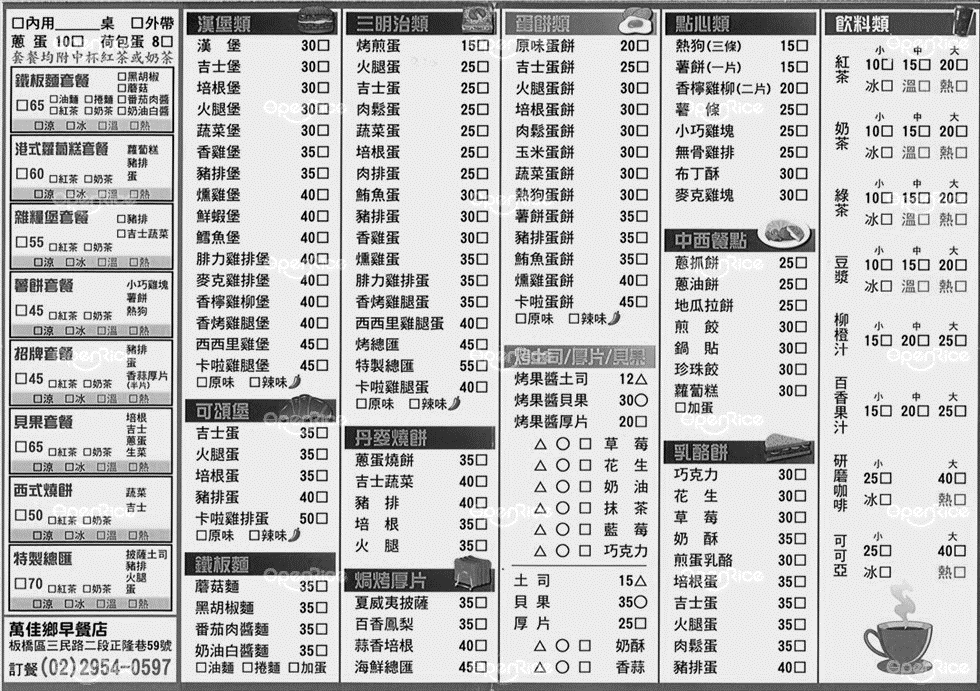 □內用 桌 □外帶
蔥蛋10□ 荷包蛋8□
套餐均附中杯紅茶或奶茶
鐵板麵套餐 □黑胡椒
□蘑菇
□65 □油麵 □捲麵 □番茄肉醬
□紅茶 □奶茶 □奶油白醬
□涼 □冰 □溫 □熱
港式蘿蔔糕套餐 蘿蔔糕
豬排
□60 □紅茶 □奶茶 蛋
□涼 □冰 □溫 □熱
雜糧堡套餐 □豬排
□吉士蔬菜
□55 □紅茶 □奶茶
□涼 □冰 □溫 □熱
薯餅套餐 小巧雞塊
薯餅
□45 □紅茶 □奶茶 熱狗
□涼 □冰 □溫 □熱
招牌套餐 豬排
蛋
□45 □紅茶 □奶茶 香蒜厚片
(半片)
□涼 □冰 □溫 □熱
貝果套餐 培根
吉士
蔥蛋
□65 □紅茶 □奶茶 生菜
□涼 □冰 □溫 □熱
西式燒餅 蔬菜
吉士
□50 □紅茶 □奶茶
□涼 □冰 □溫 □熱
特製總匯 披薩土司
豬排
火腿
□70 □紅茶 □奶茶 蛋
□涼 □冰 □溫 □熱
萬佳鄉早餐店
板橋區三民路二段正隆巷59號
訂餐(02)2954-0597
漢堡類
漢堡 30□
吉士堡 30□
培根堡 30□
火腿堡 30□
蔬菜堡 30□
香雞堡 35□
豬排堡 35□
燻雞堡 40□
鮮蝦堡 40□
鱈魚堡 40□
腓力雞排堡 40□
麥克雞排堡 40□
香檸雞柳堡 40□
香烤雞腿堡 45□
西西里雞堡 45□
卡啦雞腿堡 45□
□原味 □辣味
可頌堡
吉士蛋 35□
火腿蛋 35□
培根蛋 35□
豬排蛋 40□
卡啦雞排蛋 50□
□原味 □辣味
鐵板麵
蘑菇麵 35□
黑胡椒麵 35□
番茄肉醬麵 35□
奶油白醬麵 35□
□油麵 □捲麵 □加蛋
三明治類
烤煎蛋 15□
火腿蛋 25□
吉士蛋 25□
肉鬆蛋 25□
蔬菜蛋 25□
培根蛋 25□
肉排蛋 25□
鮪魚蛋 30□
豬排蛋 30□
香雞蛋 30□
燻雞蛋 35□
腓力雞排蛋 35□
香烤雞腿蛋 35□
西西里雞腿蛋 40□
烤總匯 45□
特製總匯 55□
卡啦雞腿蛋 40□
□原味 □辣味
丹麥燒餅
蔥蛋燒餅 35□
吉士蔬菜 40□
豬排 40□
培根 35□
火腿 35□
焗烤厚片
夏威夷披薩 35□
百香鳳梨 35□
蒜香培根 40□
海鮮總匯 45□
蛋餅類
原味蛋餅 20□
吉士蛋餅 25□
火腿蛋餅 30□
培根蛋餅 30□
肉鬆蛋餅 30□
玉米蛋餅 30□
蔬菜蛋餅 30□
熱狗蛋餅 30□
薯餅蛋餅 35□
豬排蛋餅 35□
鮪魚蛋餅 35□
燻雞蛋餅 40□
卡啦蛋餅 45□
□原味 □辣味
烤土司/厚片/貝果
烤果醬土司 12△
烤果醬貝果 30○
烤果醬厚片 20□
△ ○ □ 草莓
△ ○ □ 花生
△ ○ □ 奶油
△ ○ □ 抹茶
△ ○ □ 藍莓
△ ○ □ 巧克力
土司 15△
貝果 35○
厚片 25□
△ ○ □ 奶酥
△ ○ □ 香蒜
點心類
熱狗(三條) 15□
薯餅(一片) 15□
香檸雞柳(二片) 20□
薯條 25□
小巧雞塊 25□
無骨雞排 25□
布丁酥 30□
麥克雞塊 30□
中西餐點
蔥抓餅 25□
蔥油餅 25□
地瓜拉餅 25□
煎餃 30□
鍋貼 30□
珍珠餃 30□
蘿蔔糕 30□
□加蛋
乳酪餅
巧克力 30□
花生 30□
草莓 30□
奶酥 35□
煎蛋乳酪 30□
培根蛋 35□
吉士蛋 35□
火腿蛋 35□
肉鬆蛋 35□
豬排蛋 40□
飲料類
小 中 大
紅茶 10□ 15□ 20□
冰□ 溫□ 熱□
小 中 大
奶茶 10□ 15□ 20□
冰□ 溫□ 熱□
小 中 大
綠茶 10□ 15□ 20□
冰□ 溫□ 熱□
小 中 大
豆漿 10□ 15□ 20□
冰□ 溫□ 熱□
小 中 大
柳橙汁 15□ 20□ 25□
小 中 大
百香果汁 15□ 20□ 25□
小 大
研磨咖啡 25□ 40□
冰□ 熱□
小 大
可可亞 25□ 40□
冰□ 熱□
OpenRice